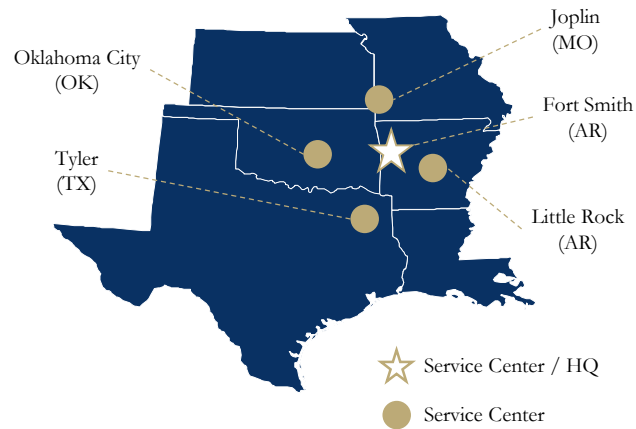 Joplin
(MO)
Oklahoma City
(OK)
Fort Smith
(AR)
Tyler
(TX)
Little Rock
(AR)
Service Center / HQ
Service Center